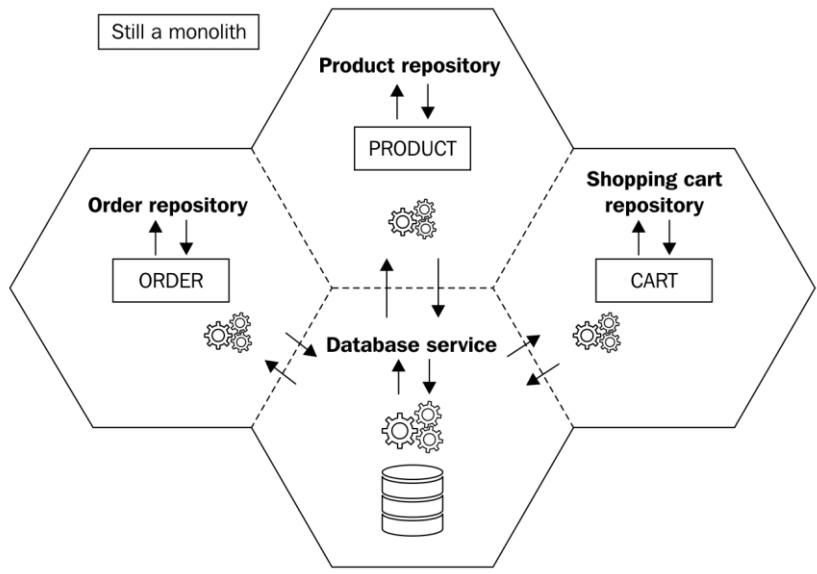 Still a monolith
Product repository
PRODUCT
Order repository
ORDER
Shopping cart
repository
CART
Database service